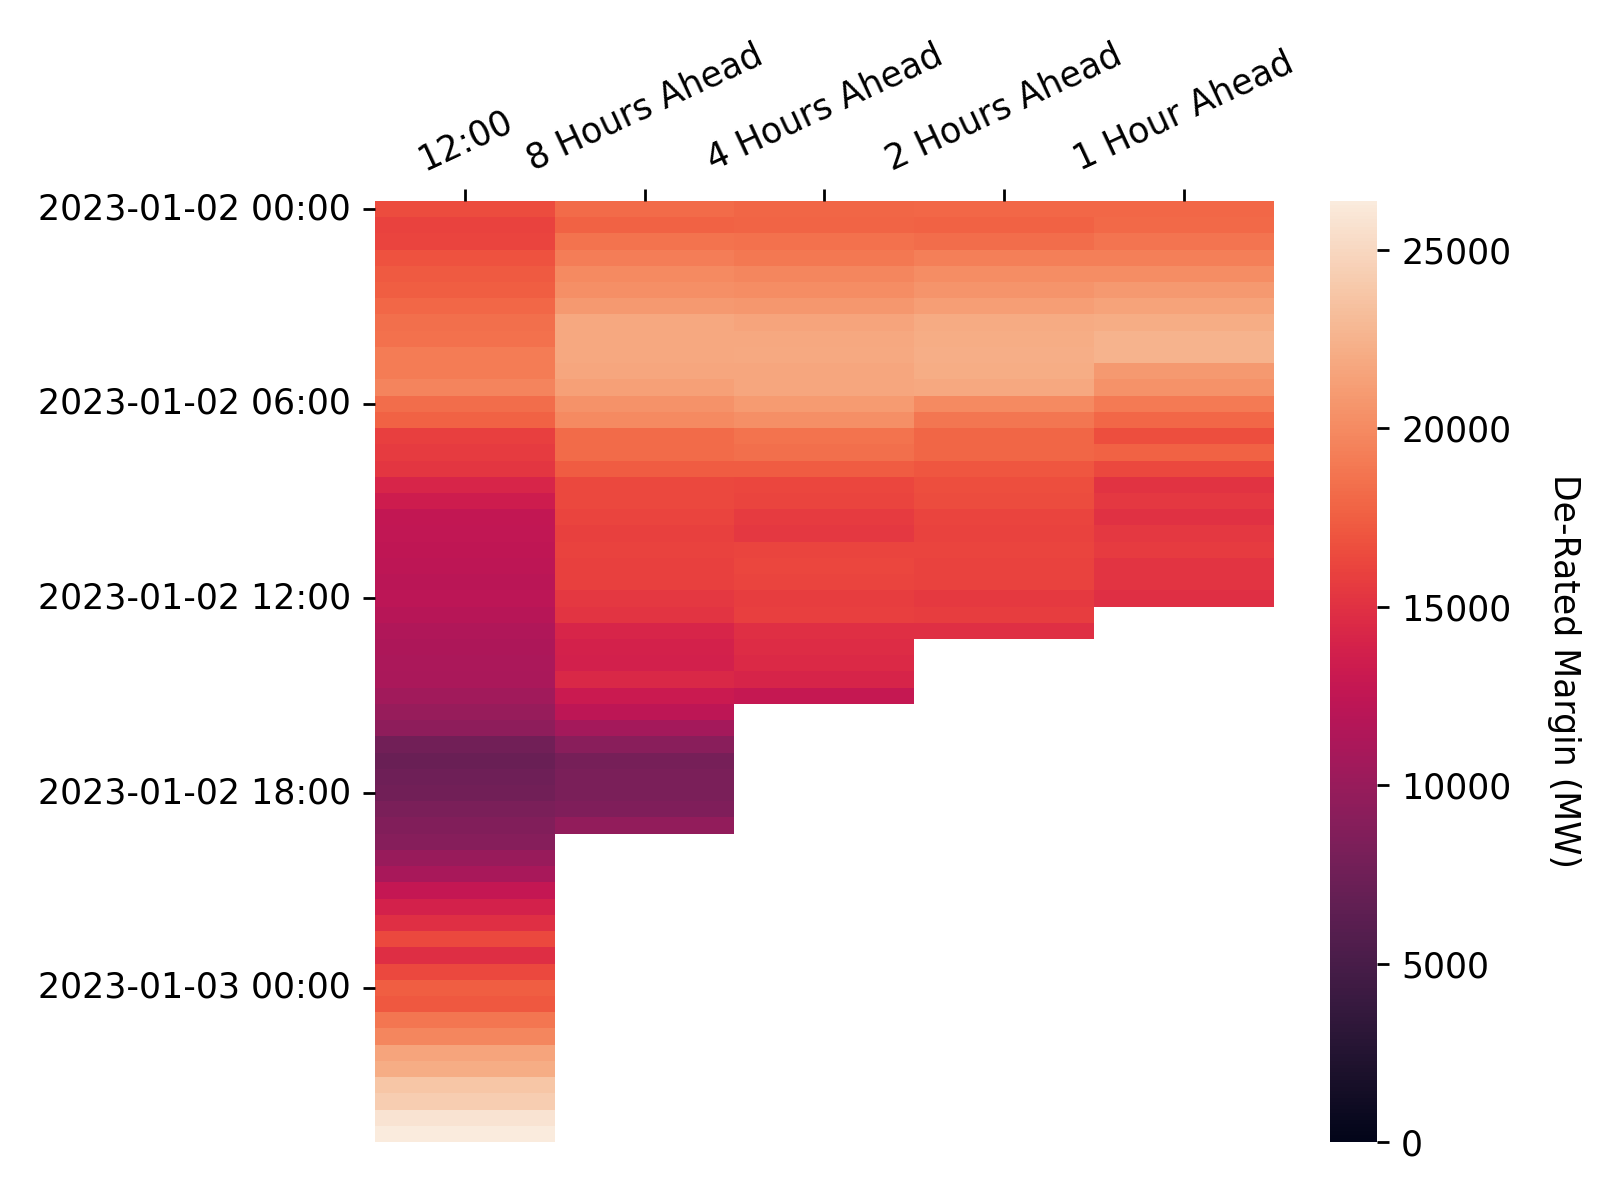 12:00
8 Hours Ahead
4 Hours Ahead
2 Hours Ahead
1 Hour Ahead
2023-01-02 00:00
2023-01-02 06:00
2023-01-02 12:00
2023-01-02 18:00
2023-01-03 00:00
25000
20000
15000
10000
5000
0
De-Rated Margin (MW)